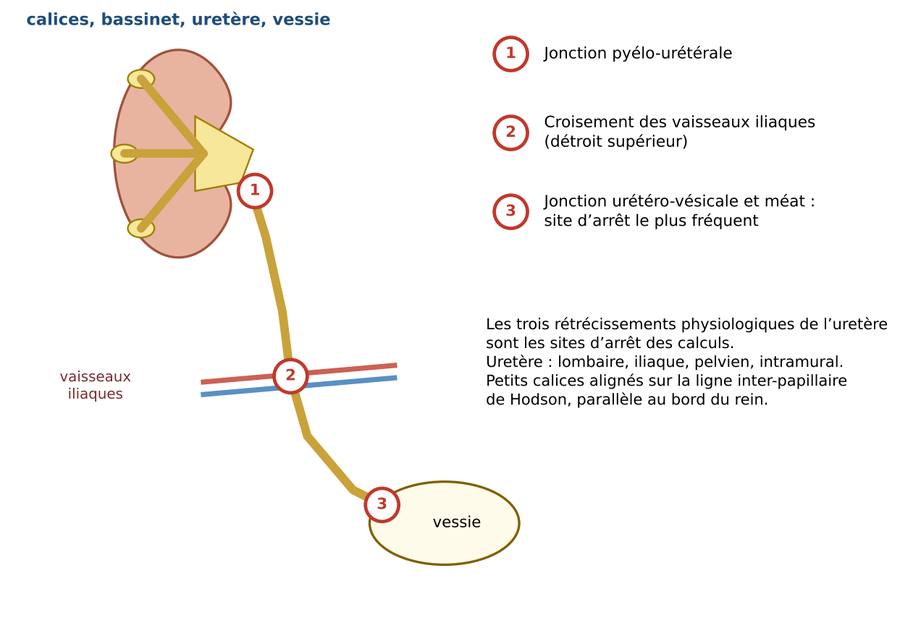 calices, bassinet, uretère, vessie
1
Jonction pyélo-urétérale
2
Croisement des vaisseaux iliaques
(détroit supérieur)
3
Jonction urétéro-vésicale et méat :
site d’arrêt le plus fréquent
1
Les trois rétrécissements physiologiques de l’uretère
sont les sites d’arrêt des calculs.
Uretère : lombaire, iliaque, pelvien, intramural.
Petits calices alignés sur la ligne inter-papillaire
de Hodson, parallèle au bord du rein.
vaisseaux
iliaques
2
3
vessie